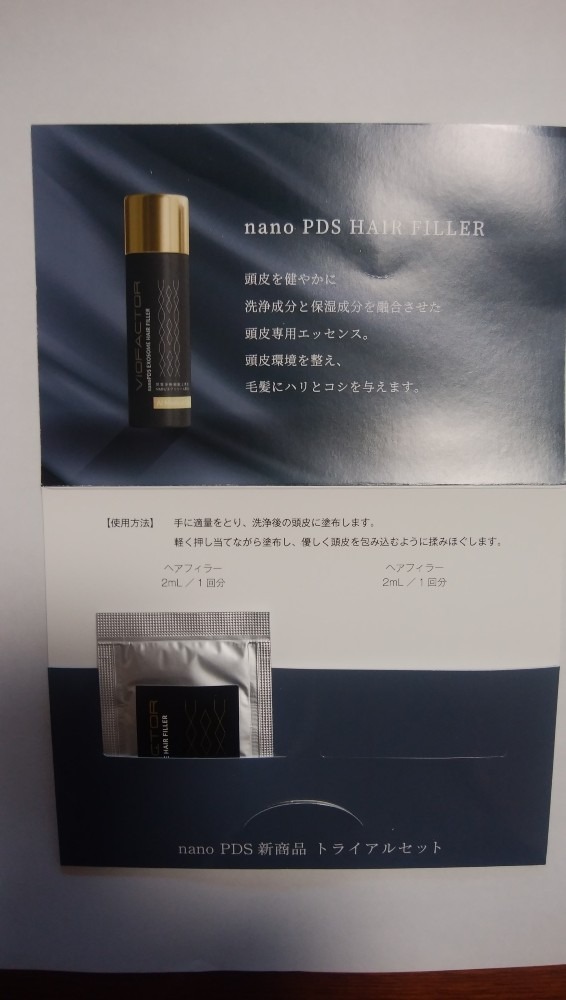 nano PDS HAIR FILLER
頭皮を健やかに
洗浄成分と保湿成分を融合させた
頭皮専用エッセンス。
頭皮環境を整え、
毛髪にハリとコシを与えます。
VIOFACTOR
nanoPDS EXOSOME HAIR FILLER
【使用方法】 手に適量をとり、洗浄後の頭皮に塗布します。
軽く押し当てながら塗布し、優しく頭皮を包み込むように揉みほぐします。
ヘアフィラー
2mL / 1 回分
ヘアフィラー
2mL / 1 回分
ACTOR
E HAIR FILLER
nano PDS 新商品 トライアルセット